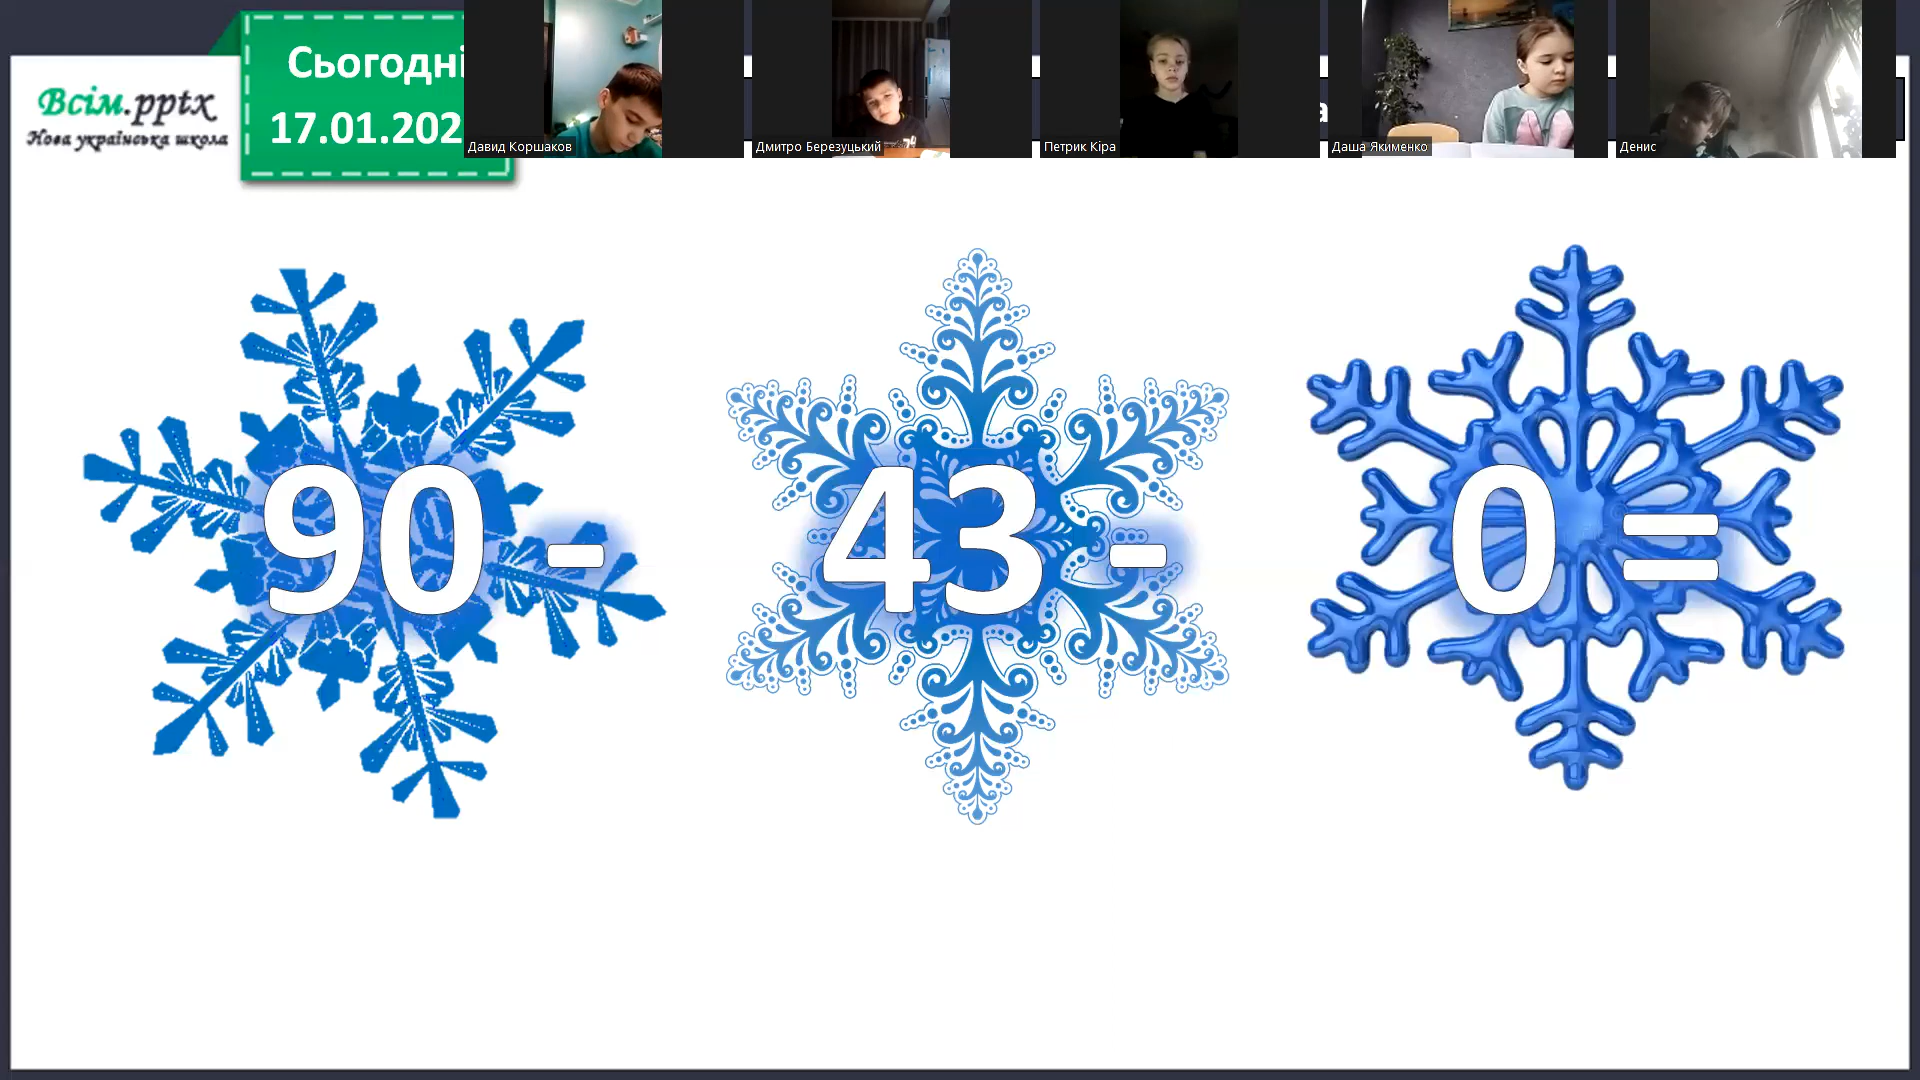 Всім.pptx
Нова українська школа
Сьогодні
17.01.202
Давид Коршаков
Дмитро Березуцький
Петрик Кіра
Даша Якименко
Денис
90 - 43 - 0 =